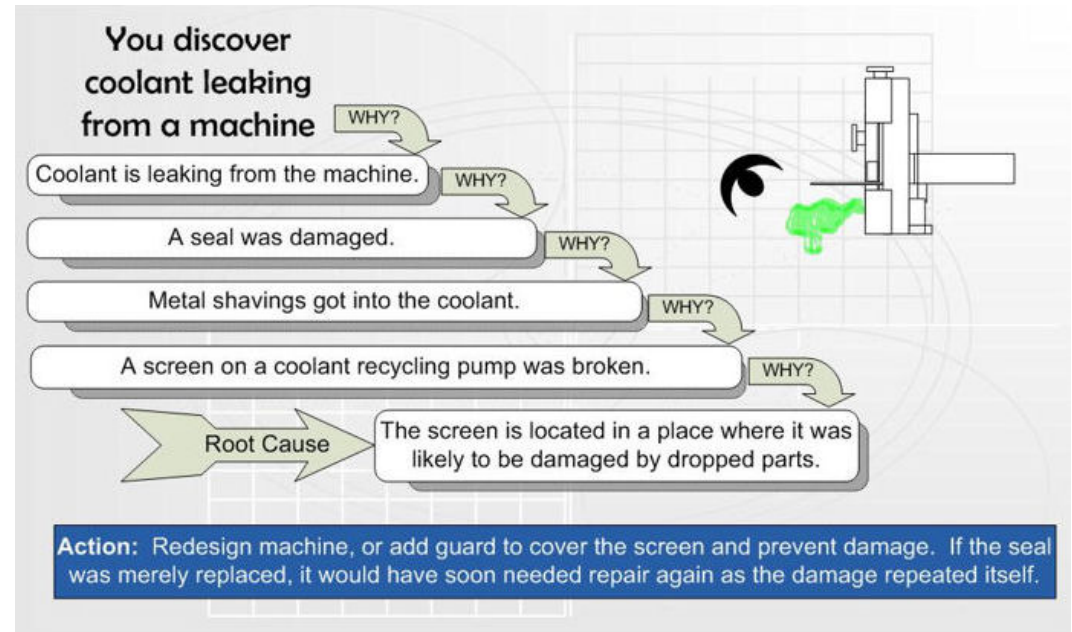 You discover
coolant leaking
from a machine
WHY?
Coolant is leaking from the machine.
WHY?
A seal was damaged.
WHY?
Metal shavings got into the coolant.
WHY?
A screen on a coolant recycling pump was broken.
WHY?
Root Cause
The screen is located in a place where it was
likely to be damaged by dropped parts.
Action: Redesign machine, or add guard to cover the screen and prevent damage. If the seal
was merely replaced, it would have soon needed repair again as the damage repeated itself.